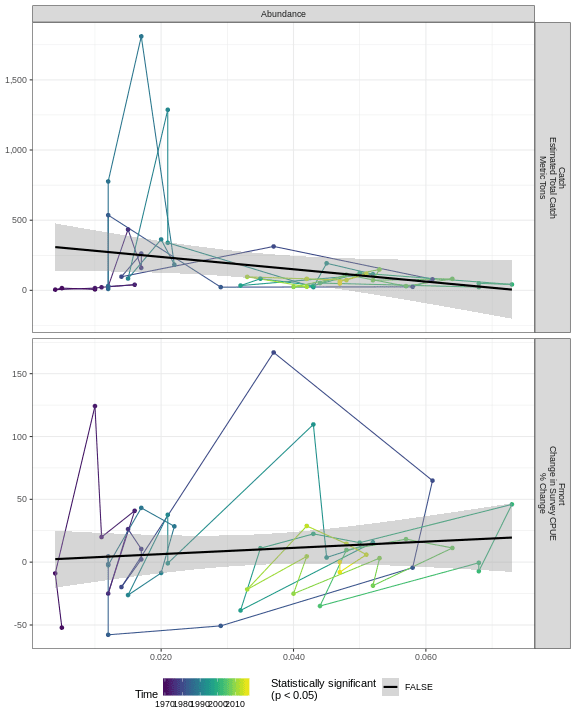 Abundance
1,500
1,000
500
0
Catch
Estimated Total Catch
Metric Tons
150
100
50
0
-50
Fmort
Change in Survey CPUE
% Change
0.020
0.040
0.060
Time
1970
1980
1990
2000
2010
Statistically significant
(p < 0.05)
FALSE